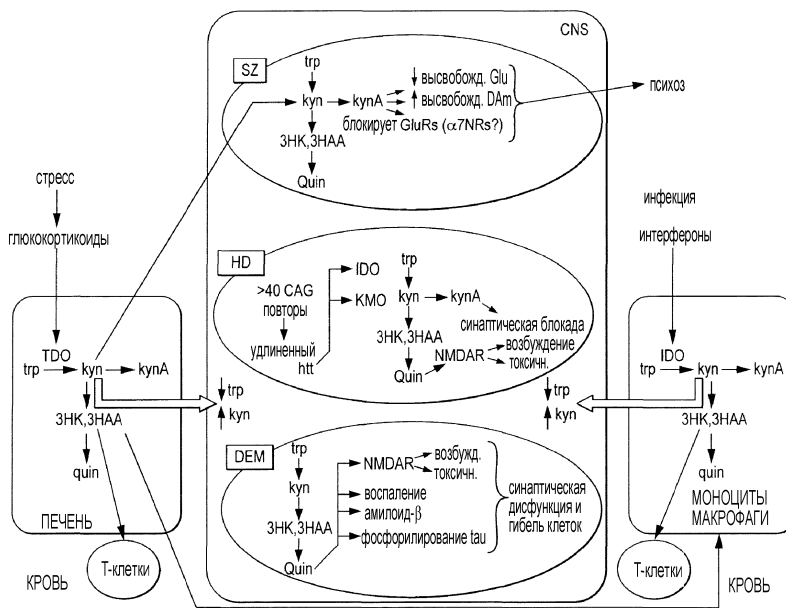 CNS
SZ
trp
kyn
kynA
высвобожд. Glu
высвобожд. DAm
блокирует GluRs (α7NRs?)
3HK,3HAA
Quin
психоз
стресс
глюкокортикоиды
TDO
trp
kyn
kynA
3HK,3HAA
quin
ПЕЧЕНЬ
Т-клетки
КРОВЬ
HD
>40 CAG
повторы
удлиненный
htt
IDO
KMO
trp
kyn
kynA
3HK,3HAA
Quin
синаптическая блокада
NMDAR
возбуждение
токсичн.
trp
kyn
trp
kyn
DEM
trp
kyn
3HK,3HAA
Quin
NMDAR
возбужд.
токсичн.
воспаление
амилоид-β
фосфорилирование tau
синаптическая
дисфункция и
гибель клеток
инфекция
интерфероны
IDO
trp
kyn
kynA
3HK,3HAA
quin
МОНОЦИТЫ
МАКРОФАГИ
Т-клетки
КРОВЬ